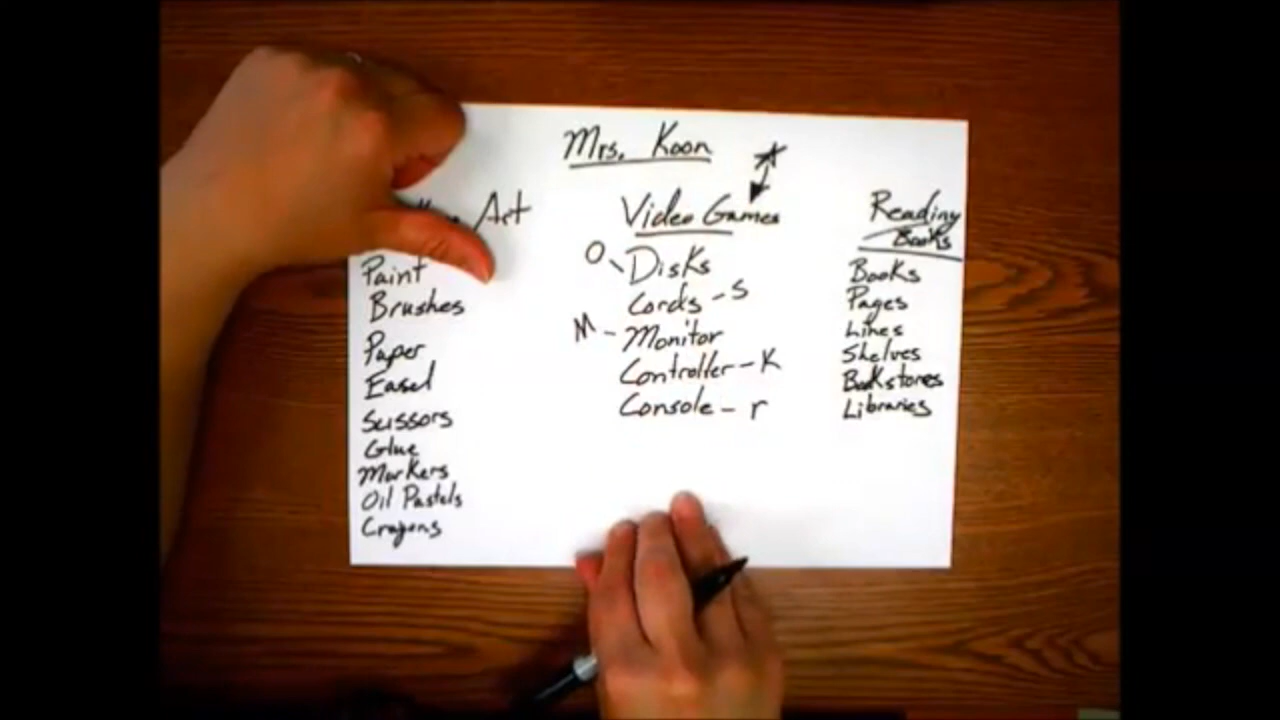 Mrs. Koon
Art
Paint
Brushes
Paper
Easel
Scissors
Glue
Markers
Oil Pastels
Crayons
Video Games
O - Disks
Cords - S
M - Monitor
Controller - K
Console - r
Reading
Books
Books
Pages
Lines
Shelves
Bookstores
Libraries